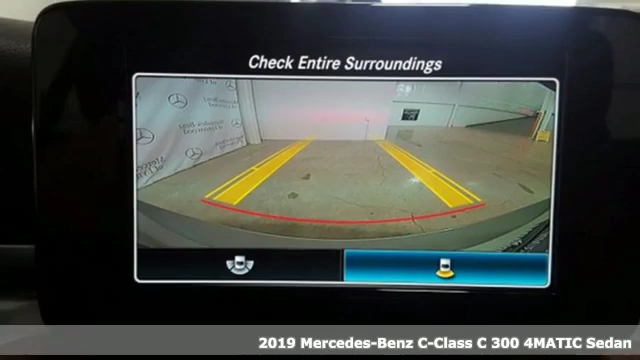 Check Entire Surroundings
2019 Mercedes-Benz C-Class C 300 4MATIC Sedan